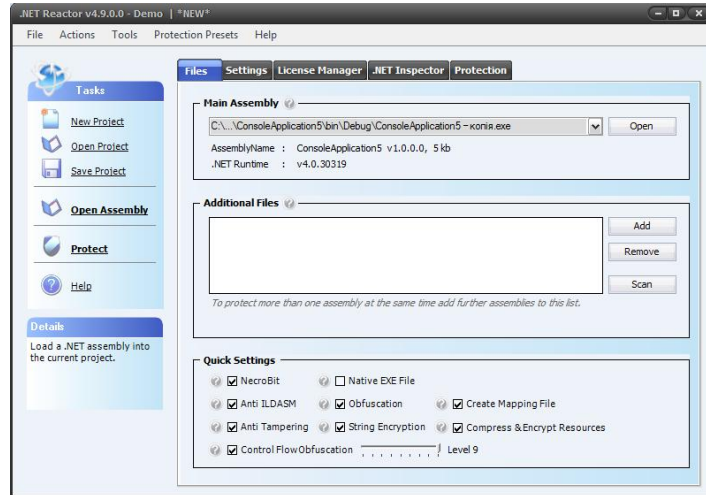 .NET Reactor v4.9.0.0 - Demo | *NEW*
File Actions Tools Protection Presets Help
Tasks
New Project
Open Project
Save Project
Open Assembly
Protect
Help
Details
Load a .NET assembly into
the current project.
Files Settings License Manager .NET Inspector Protection
Main Assembly
C:\...\ConsoleApplication5\bin\Debug\ConsoleApplication5 – копія.exe Open
AssemblyName : ConsoleApplication5 v1.0.0.0, 5 kb
.NET Runtime : v4.0.30319
Additional Files
Add
Remove
Scan
To protect more than one assembly at the same time add further assemblies to this list.
Quick Settings
NecroBit Native EXE File
Anti ILDASM Obfuscation Create Mapping File
Anti Tampering String Encryption Compress & Encrypt Resources
Control Flow Obfuscation Level 9